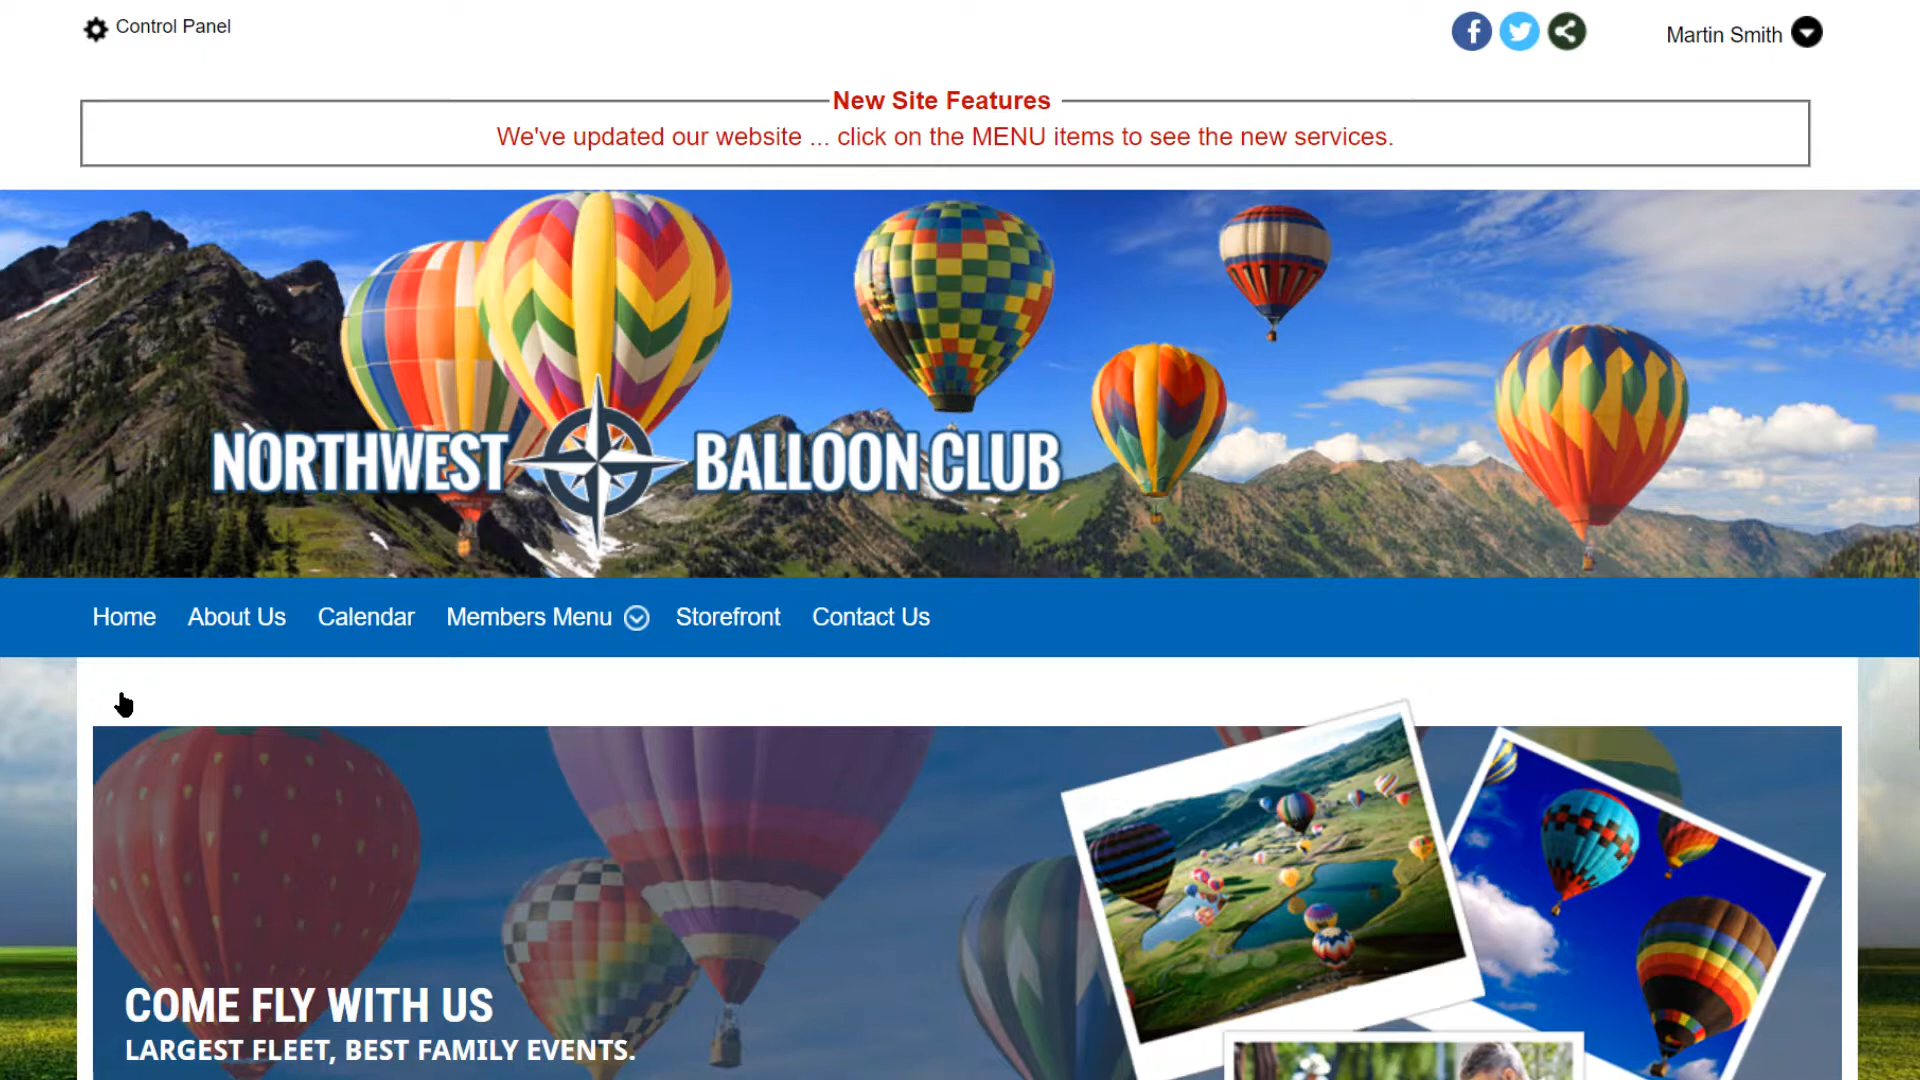 Control Panel
Martin Smith
New Site Features
We've updated our website ... click on the MENU items to see the new services.
NORTHWEST BALLOON CLUB
Home About Us Calendar Members Menu Storefront Contact Us
COME FLY WITH US
LARGEST FLEET, BEST FAMILY EVENTS.